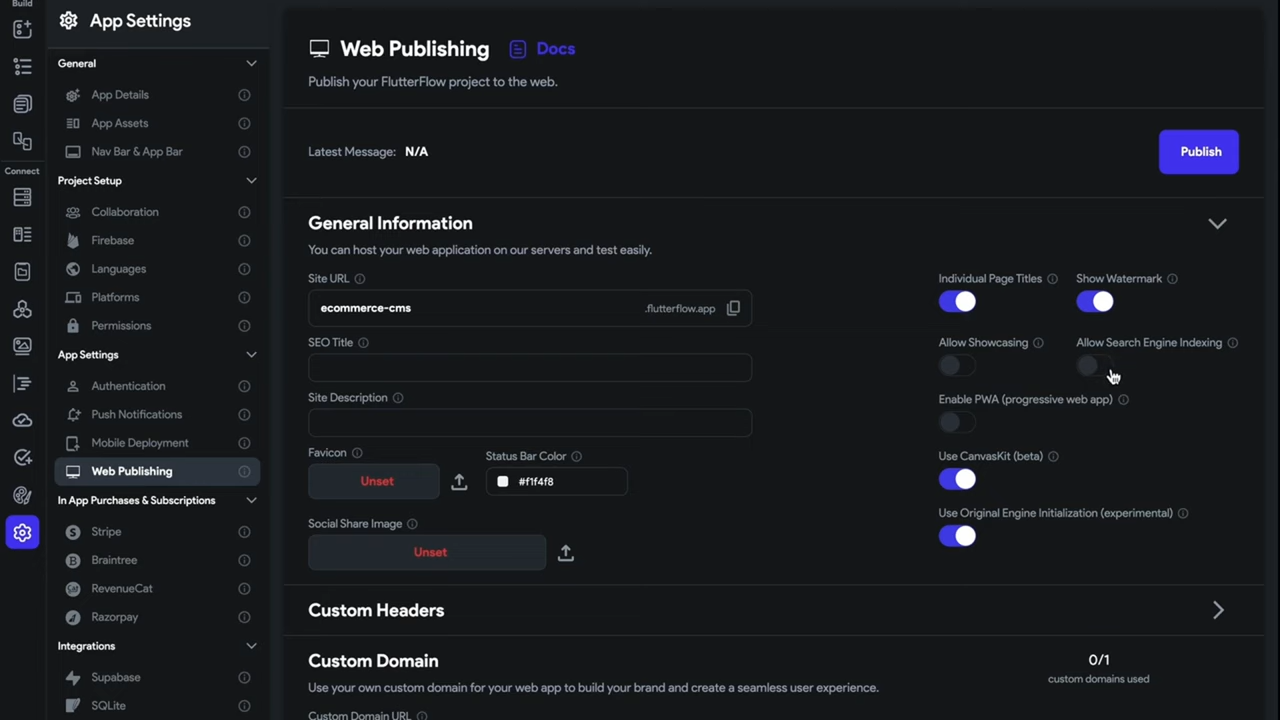 Build
App Settings
General
App Details
App Assets
Nav Bar & App Bar
Connect
Project Setup
Collaboration
Firebase
Languages
Platforms
Permissions
App Settings
Authentication
Push Notifications
Mobile Deployment
Web Publishing
In App Purchases & Subscriptions
Stripe
Braintree
RevenueCat
Razorpay
Integrations
Supabase
SQLite
Web Publishing Docs
Publish your FlutterFlow project to the web.
Latest Message: N/A
Publish
General Information
You can host your web application on our servers and test easily.
Site URL
ecommerce-cms .flutterflow.app
SEO Title
Site Description
Favicon
Unset
Status Bar Color
#f1f4f8
Social Share Image
Unset
Individual Page Titles
Show Watermark
Allow Showcasing
Allow Search Engine Indexing
Enable PWA (progressive web app)
Use CanvasKit (beta)
Use Original Engine Initialization (experimental)
Custom Headers
Custom Domain
Use your own custom domain for your web app to build your brand and create a seamless user experience.
0/1
custom domains used
Custom Domain URL